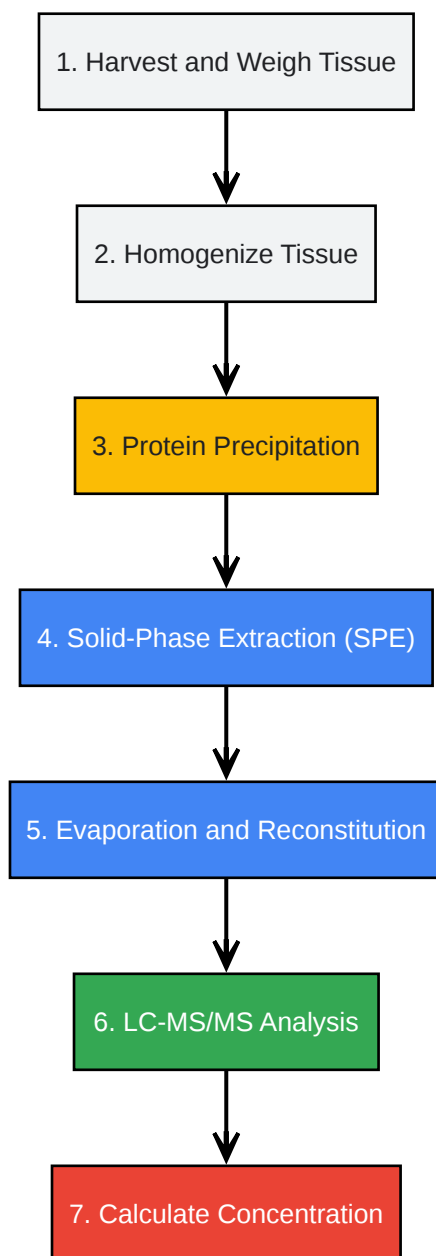 1. Harvest and Weigh Tissue
2. Homogenize Tissue
3. Protein Precipitation
4. Solid-Phase Extraction (SPE)
5. Evaporation and Reconstitution
6. LC-MS/MS Analysis
7. Calculate Concentration